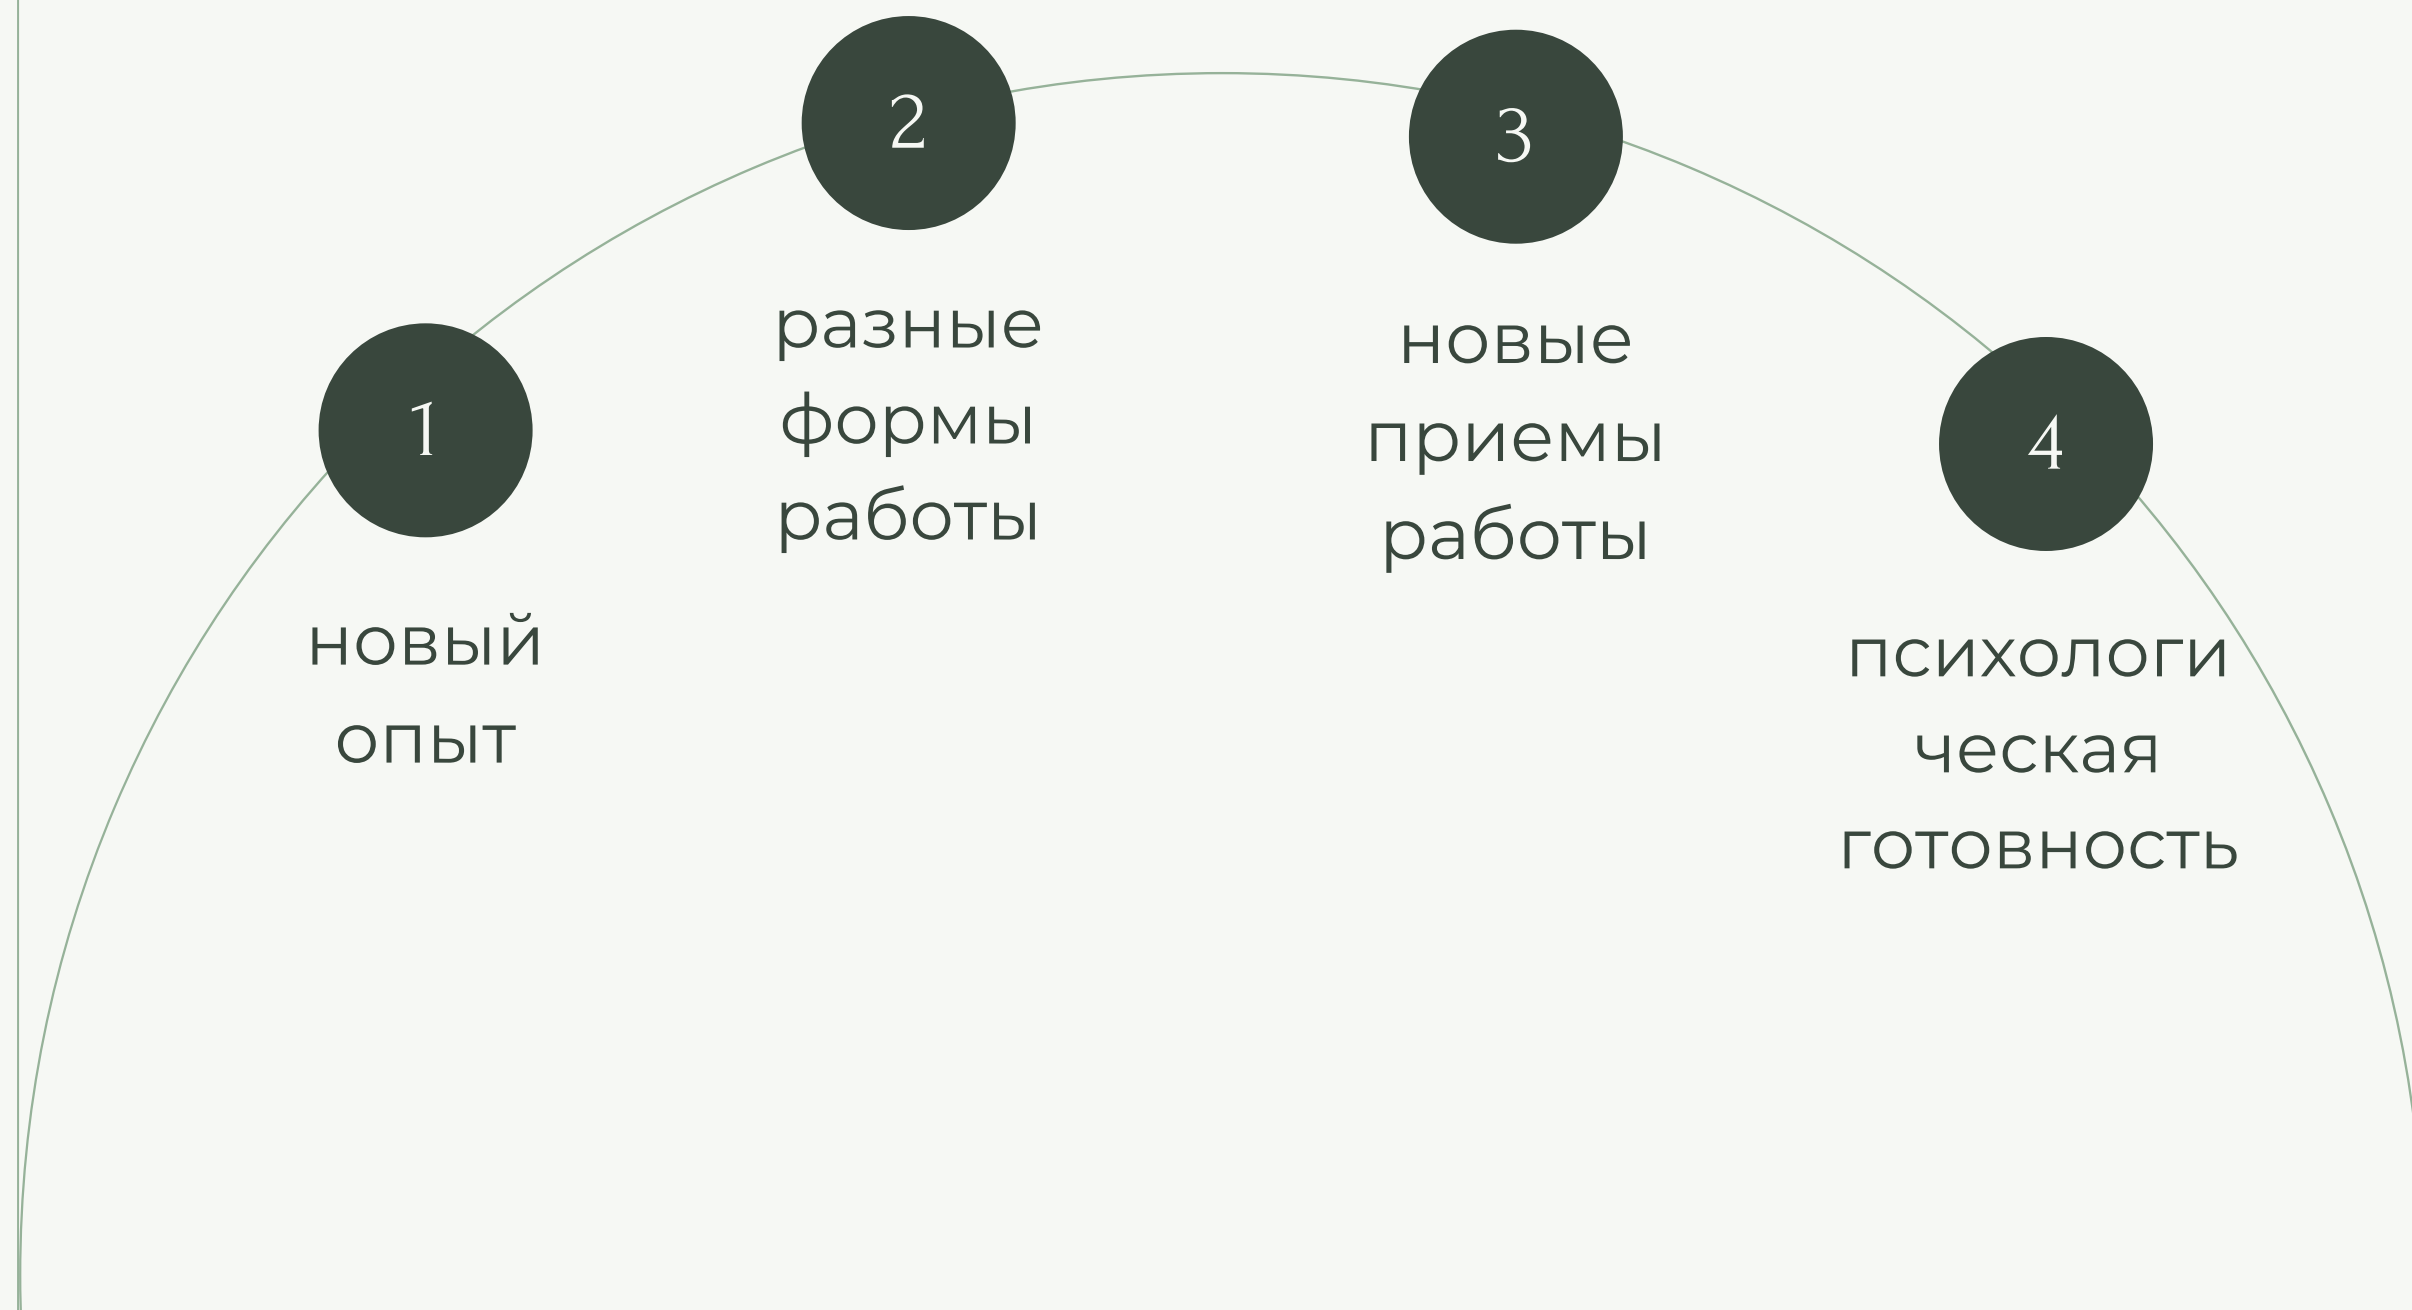 1
новый
опыт
2
разные
формы
работы
3
новые
приемы
работы
4
психологи
ческая
готовность